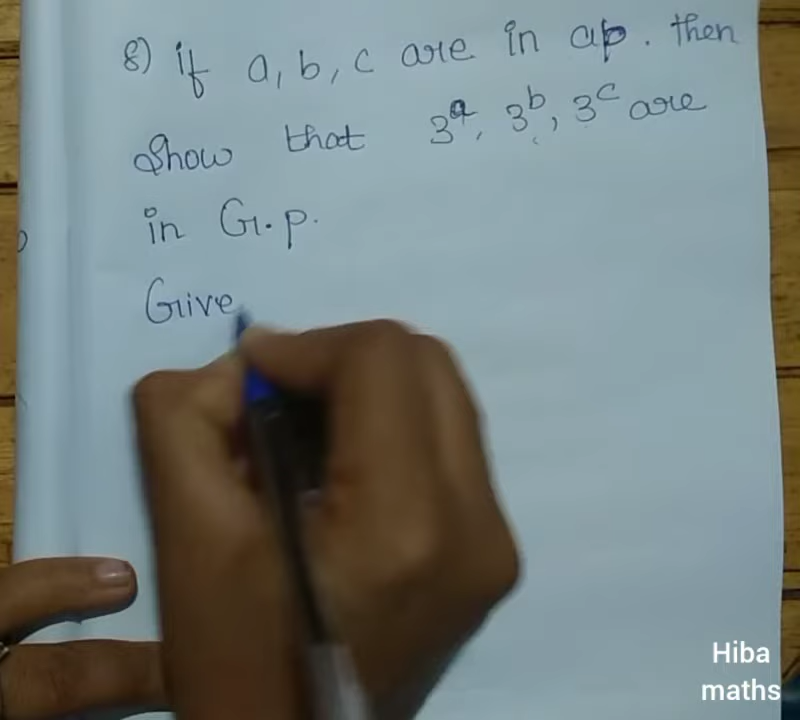 8) if a, b, c are in ap. then
show that 3^a, 3^b, 3^c are
in G.p.
Give
Hiba
maths